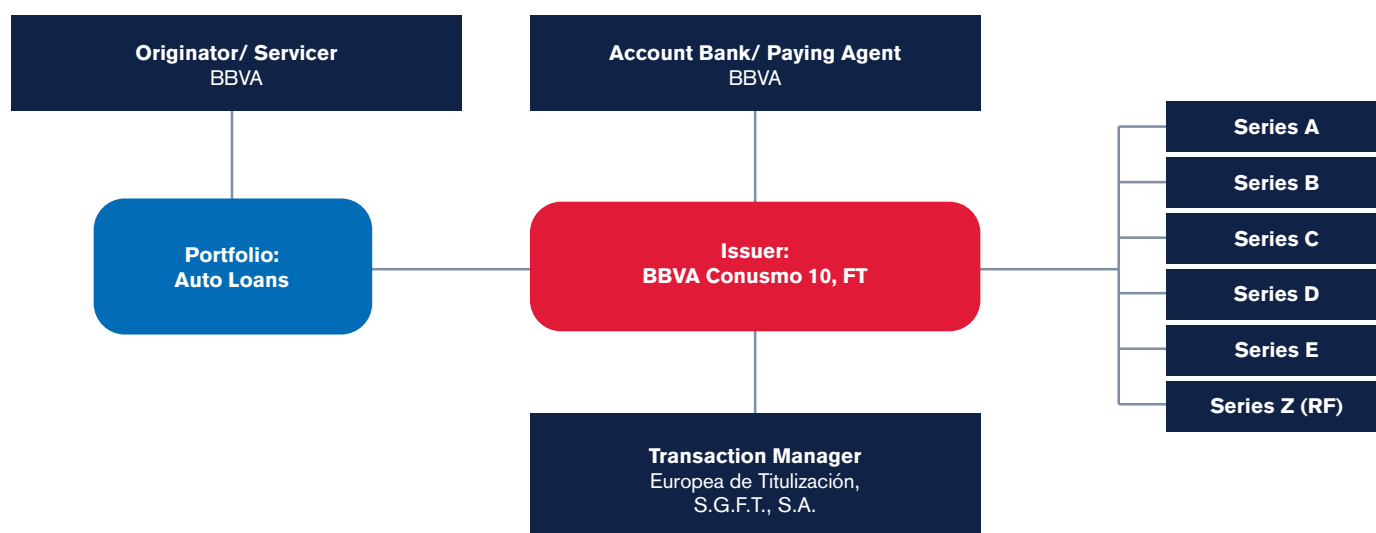 Originator/ Servicer
BBVA
Account Bank/ Paying Agent
BBVA
Series A
Series B
Series C
Series D
Series E
Series Z (RF)
Portfolio:
Auto Loans
Issuer:
BBVA Conusmo 10, FT
Transaction Manager
Europea de Titulización,
S.G.F.T., S.A.